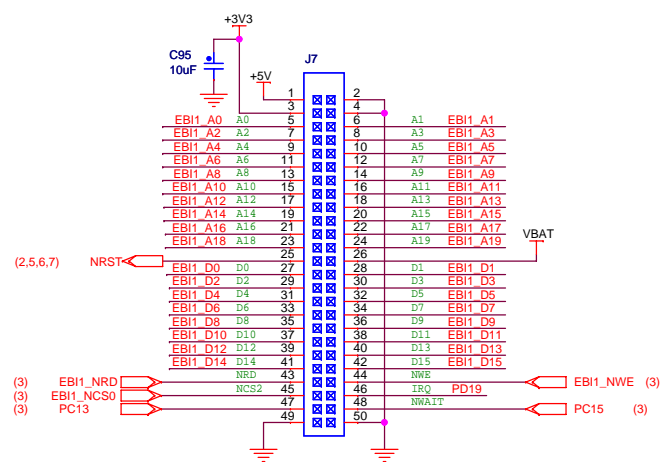 +3V3
C95
10uF
J7
+5V
1 2
3 4
EBI1_A0 A0 5 6 A1 EBI1_A1
EBI1_A2 A2 7 8 A3 EBI1_A3
EBI1_A4 A4 9 10 A5 EBI1_A5
EBI1_A6 A6 11 12 A7 EBI1_A7
EBI1_A8 A8 13 14 A9 EBI1_A9
EBI1_A10 A10 15 16 A11 EBI1_A11
EBI1_A12 A12 17 18 A13 EBI1_A13
EBI1_A14 A14 19 20 A15 EBI1_A15
EBI1_A16 A16 21 22 A17 EBI1_A17
EBI1_A18 A18 23 24 A19 EBI1_A19
VBAT
(2,5,6,7) NRST 25 26
EBI1_D0 D0 27 28 D1 EBI1_D1
EBI1_D2 D2 29 30 D3 EBI1_D3
EBI1_D4 D4 31 32 D5 EBI1_D5
EBI1_D6 D6 33 34 D7 EBI1_D7
EBI1_D8 D8 35 36 D9 EBI1_D9
EBI1_D10 D10 37 38 D11 EBI1_D11
EBI1_D12 D12 39 40 D13 EBI1_D13
EBI1_D14 D14 41 42 D15 EBI1_D15
(3) EBI1_NRD NRD 43 44 NWE EBI1_NWE (3)
(3) EBI1_NCS0 NCS2 45 46 IRQ PD19
(3) PC13 47 48 NWAIT PC15 (3)
49 50